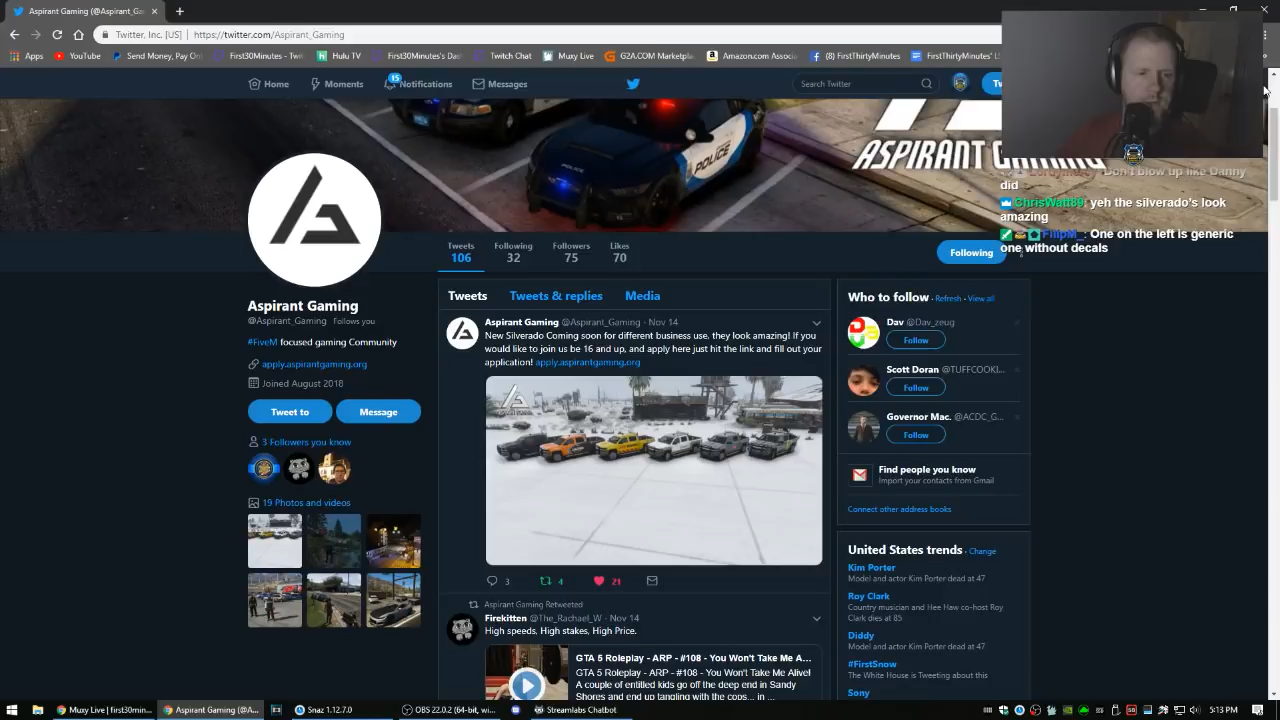 Aspirant Gaming (@Aspirant_Gam
Twitter, Inc. [US] | https://twitter.com/Aspirant_Gaming
Apps YouTube Send Money, Pay On First30Minutes - Twit Hulu TV First30Minutes's Das Twitch Chat Muxy Live G2A.COM Marketpla Amazon.com Associ (8) FirstThirtyMinutes FirstThirtyMinutes' L
Home Moments 15 Notifications Messages Search Twitter Tw
POLICE
POLICE
ASPIRANT GAMING
Don't blow up like Danny
did
ChrisWatt89: yeh the silverado's look
amazing
FilipM_: One on the left is generic
one without decals
Tweets Following Followers Likes
106 32 75 70
Following
Aspirant Gaming
@Aspirant_Gaming Follows you
#FiveM focused gaming Community
apply.aspirantgaming.org
Joined August 2018
Tweet to Message
3 Followers you know
19 Photos and videos
Tweets Tweets & replies Media
Aspirant Gaming @Aspirant_Gaming · Nov 14
New Silverado Coming soon for different business use, they look amazing! If you
would like to join us be 16 and up, and apply here just hit the link and fill out your
application! apply.aspirantgaming.org
3 4 21
Aspirant Gaming Retweeted
Firekitten @The_Rachael_W · Nov 14
High speeds, High stakes, High Price.
GTA 5 Roleplay - ARP - #108 - You Won't Take Me A...
GTA 5 Roleplay - ARP - #108 - You Won't Take Me Alive!
A couple of entitled kids go off the deep end in Sandy
Shores and end up tangling with the cops... in...
Who to follow · Refresh · View all
Dav @Dav_zeug
Follow
Scott Doran @TUFFCOOKI...
Follow
Governor Mac. @ACDC_G...
Follow
Find people you know
Import your contacts from Gmail
Connect other address books
United States trends · Change
Kim Porter
Model and actor Kim Porter dead at 47
Roy Clark
Country musician and Hee Haw co-host Roy
Clark dies at 85
Diddy
Model and actor Kim Porter dead at 47
#FirstSnow
The White House is Tweeting about this
Sony
Muxy Live | first30min... Aspirant Gaming (@A... Snaz 1.12.7.0 OBS 22.0.2 (64-bit, wi... Streamlabs Chatbot 5:13 PM